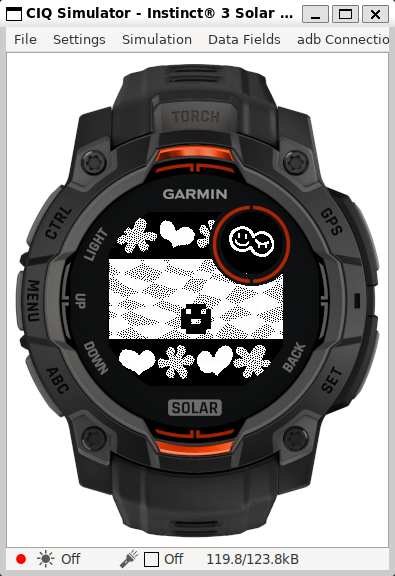 CIQ Simulator - Instinct® 3 Solar ...
File Settings Simulation Data Fields adb Connectio
TORCH
GARMIN
CTRL
GPS
LIGHT
MENU
UP
DOWN
BACK
ABC
SET
SOLAR
Off Off 119.8/123.8kB